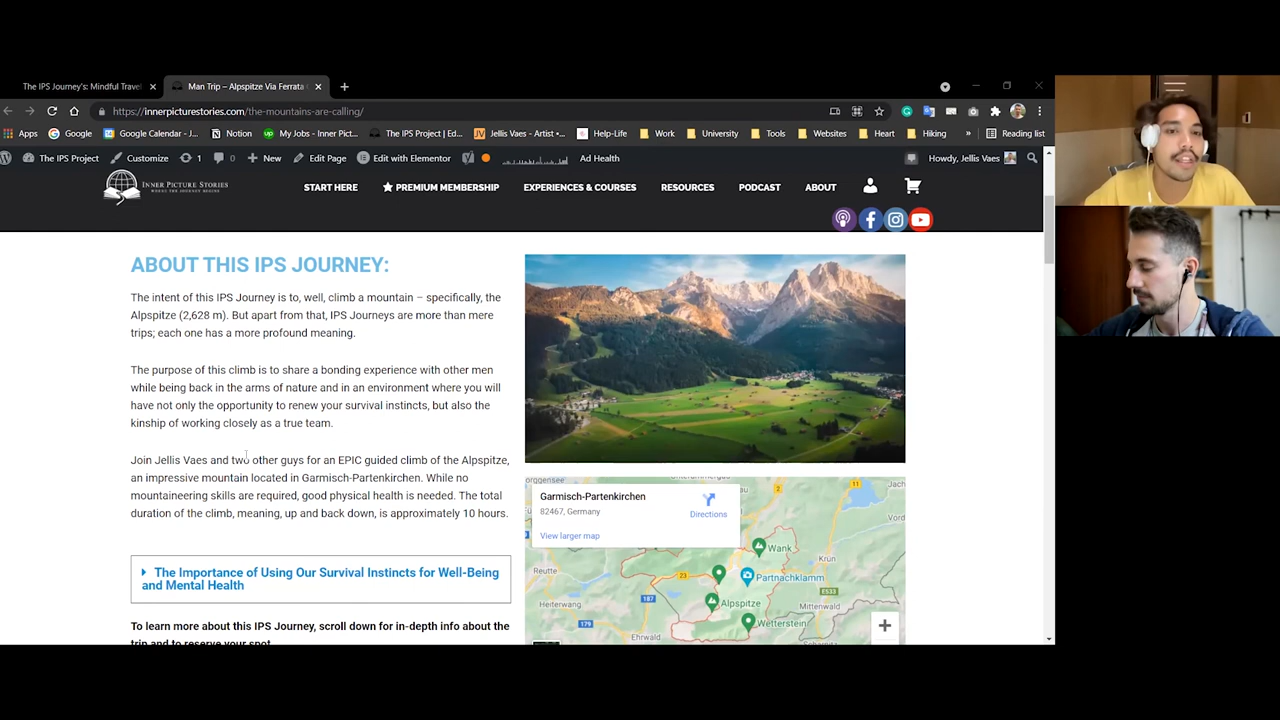 The IPS Journey's: Mindful Travel
Man Trip – Alpspitze Via Ferrata
https://innerpicturestories.com/the-mountains-are-calling/
Apps
Google
Google Calendar - J...
Notion
My Jobs - Inner Pict...
The IPS Project | Ed...
Jellis Vaes - Artist •...
Help-Life
Work
University
Tools
Websites
Heart
Hiking
»
Reading list
The IPS Project
Customize
1
0
+ New
Edit Page
Edit with Elementor
Ad Health
Howdy, Jellis Vaes
INNER PICTURE STORIES
WHERE THE JOURNEY BEGINS
START HERE
PREMIUM MEMBERSHIP
EXPERIENCES & COURSES
RESOURCES
PODCAST
ABOUT
ABOUT THIS IPS JOURNEY:
The intent of this IPS Journey is to, well, climb a mountain – specifically, the
Alpspitze (2,628 m). But apart from that, IPS Journeys are more than mere
trips; each one has a more profound meaning.
The purpose of this climb is to share a bonding experience with other men
while being back in the arms of nature and in an environment where you will
have not only the opportunity to renew your survival instincts, but also the
kinship of working closely as a true team.
Join Jellis Vaes and two other guys for an EPIC guided climb of the Alpspitze,
an impressive mountain located in Garmisch-Partenkirchen. While no
mountaineering skills are required, good physical health is needed. The total
duration of the climb, meaning, up and back down, is approximately 10 hours.
The Importance of Using Our Survival Instincts for Well-Being
and Mental Health
To learn more about this IPS Journey, scroll down for in-depth info about the
trip and to reserve your spot
Garmisch-Partenkirchen
82467, Germany
Directions
View larger map
2
11
Wank
Krün
Reutte
23
Partnachklamm
E533
187
Alpspitze
Mittenwald
Heiterwang
179
Wetterstein
Ehrwald
+